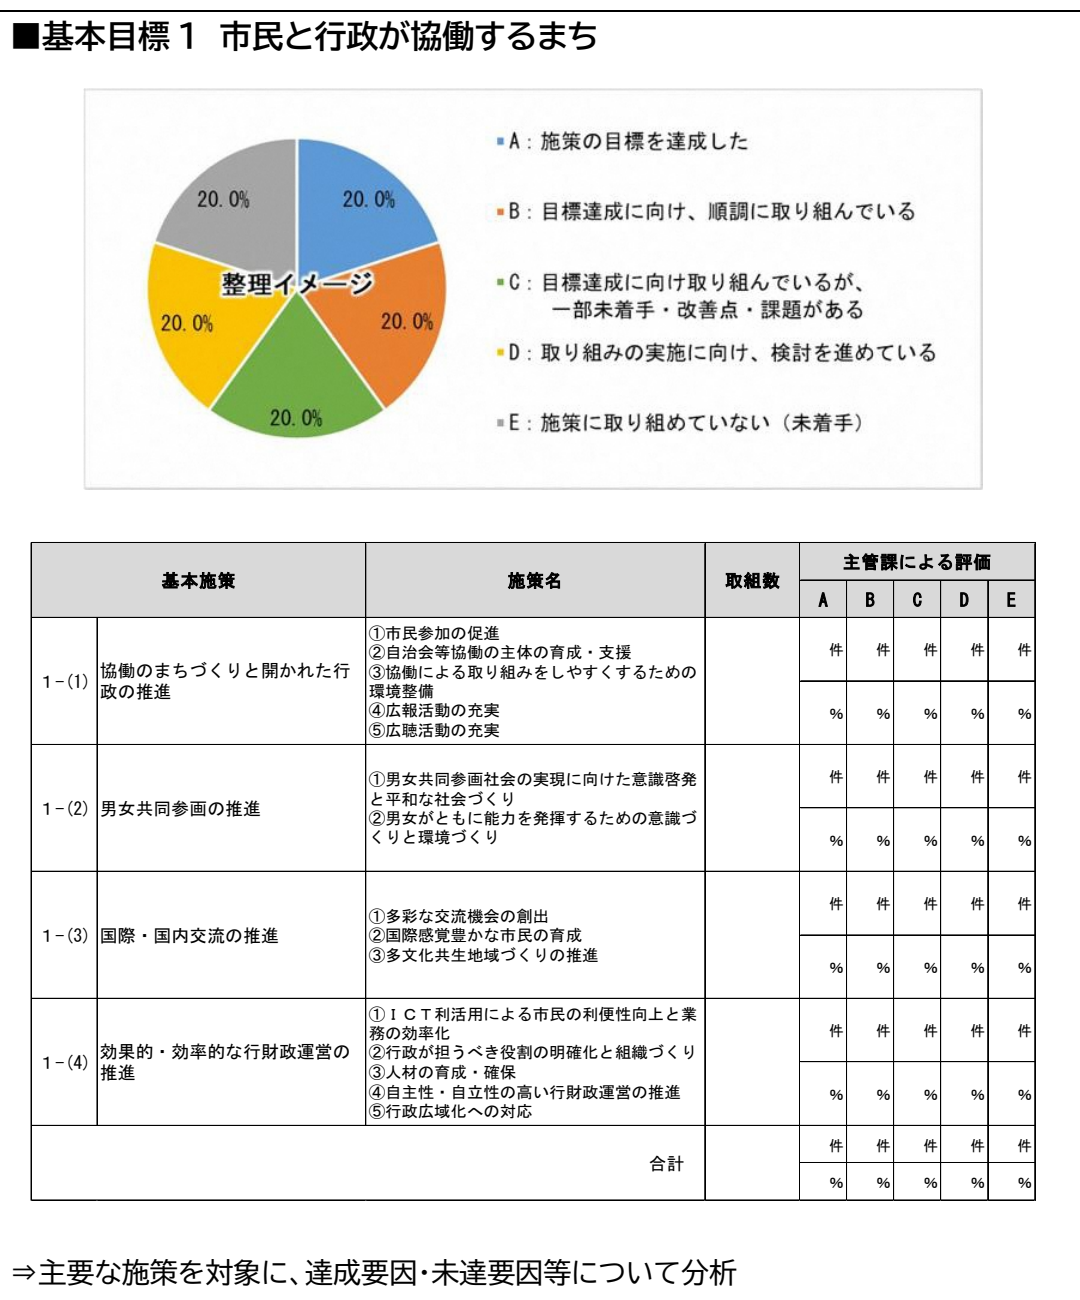 ■基本目標１　市民と行政が協働するまち
A：施策の目標を達成した
B：目標達成に向け、順調に取り組んでいる
C：目標達成に向け取り組んでいるが、
一部未着手・改善点・課題がある
D：取り組みの実施に向け、検討を進めている
E：施策に取り組めていない（未着手）
20.0%
20.0%
整理イメージ
20.0%
20.0%
20.0%
基本施策
施策名
取組数
主管課による評価
A B C D E
1-(1)
協働のまちづくりと開かれた行
政の推進
①市民参加の促進
②自治会等協働の主体の育成・支援
③協働による取り組みをしやすくするための
環境整備
④広報活動の充実
⑤広聴活動の充実
件 件 件 件 件
% % % % %
1-(2)
男女共同参画の推進
①男女共同参画社会の実現に向けた意識啓発
と平和な社会づくり
②男女がともに能力を発揮するための意識づ
くりと環境づくり
件 件 件 件 件
% % % % %
1-(3)
国際・国内交流の推進
①多彩な交流機会の創出
②国際感覚豊かな市民の育成
③多文化共生地域づくりの推進
件 件 件 件 件
% % % % %
1-(4)
効果的・効率的な行財政運営の
推進
①ＩＣＴ利活用による市民の利便性向上と業
務の効率化
②行政が担うべき役割の明確化と組織づくり
③人材の育成・確保
④自主性・自立性の高い行財政運営の推進
⑤行政広域化への対応
件 件 件 件 件
% % % % %
合計
件 件 件 件 件
% % % % %
⇒主要な施策を対象に、達成要因・未達要因等について分析